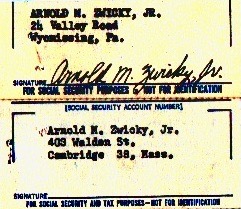 ARNOLD M. ZWICKY, JR.
24 Valley Road
Wyomissing, Pa.
SIGNATURE Arnold M. Zwicky, Jr.
FOR SOCIAL SECURITY PURPOSES • NOT FOR IDENTIFICATION
(SOCIAL SECURITY ACCOUNT NUMBER)
Arnold M. Zwicky, Jr.
403 Walden St.
Cambridge 38, Mass.
SIGNATURE
FOR SOCIAL SECURITY AND TAX PURPOSES—NOT FOR IDENTIFICATION